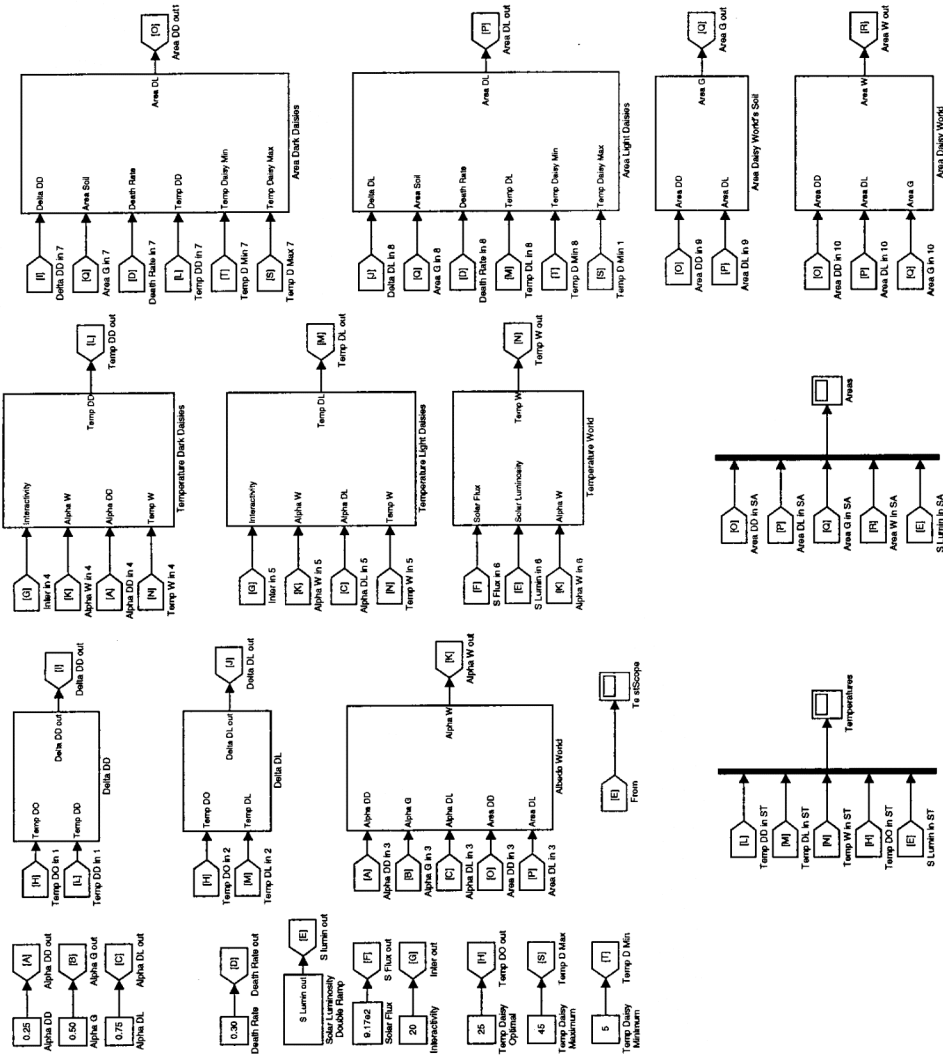 0.25
Alpha DD
[A]
Alpha DD out
0.50
Alpha G
[B]
Alpha G out
0.75
Alpha DL
[C]
Alpha DL out
0.30
Death Rate
[D]
Death Rate out
S Lumin out
Solar Luminosity
Double Ramp
[E]
S lumin out
9.17e2
Solar Flux
[F]
S Flux out
20
Interactivity
[G]
Inter out
25
Temp Daisy
Optimal
[H]
Temp DO out
45
Temp Daisy
Maximum
[S]
Temp D Max
5
Temp Daisy
Minimum
[T]
Temp D Min
[H]
Temp DO in 1
[L]
Temp DD in 1
Temp DO
Temp DD
Delta DD out
Delta DD
[I]
Delta DD out
[H]
Temp DO in 2
[M]
Temp DL in 2
Temp DO
Temp DL
Delta DL out
Delta DL
[J]
Delta DL out
[A]
Alpha DD in 3
[B]
Alpha G in 3
[C]
Alpha DL in 3
[O]
Area DD in 3
[P]
Area DL in 3
Alpha DD
Alpha G
Alpha DL
Area DD
Area DL
Alpha W
Albedo World
[K]
Alpha W out
[E]
From
Te stScope
[L]
Temp DD in ST
[M]
Temp DL in ST
[N]
Temp W in ST
[H]
Temp DO in ST
[E]
S Lumin in ST
Temperatures
[G]
Inter in 4
[K]
Alpha W in 4
[A]
Alpha DD in 4
[N]
Temp W in 4
Interactivity
Alpha W
Alpha DD
Temp W
Temp DD
Temperature Dark Daisies
[L]
Temp DD out
[G]
Inter in 5
[K]
Alpha W in 5
[C]
Alpha DL in 5
[N]
Temp W in 5
Interactivity
Alpha W
Alpha DL
Temp W
Temp DL
Temperature Light Daisies
[M]
Temp DL out
[F]
S Flux in 6
[E]
S Lumin in 6
[K]
Alpha W in 6
Solar Flux
Solar Luminosity
Alpha W
Temp W
Temperature World
[N]
Temp W out
[O]
Area DD in SA
[P]
Area DL in SA
[Q]
Area G in SA
[R]
Area W in SA
[E]
S Lumin in SA
Areas
[I]
Delta DD in 7
[Q]
Area G in 7
[D]
Death Rate in 7
[L]
Temp DD in 7
[T]
Temp D Min 7
[S]
Temp D Max 7
Delta DD
Area Soil
Death Rate
Temp DD
Temp Daisy Min
Temp Daisy Max
Area DL
Area Dark Daisies
[O]
Area DD out1
[J]
Delta DL in 8
[Q]
Area G in 8
[D]
Death Rate in 8
[M]
Temp DL in 8
[T]
Temp D Min 8
[S]
Temp D Min 1
Delta DL
Area Soil
Death Rate
Temp DL
Temp Daisy Min
Temp Daisy Max
Area DL
Area Light Daisies
[P]
Area DL out
[O]
Area DD in 9
[P]
Area DL in 9
Area DD
Area DL
Area G
Area Daisy World's Soil
[Q]
Area G out
[O]
Area DD in 10
[P]
Area DL in 10
[Q]
Area G in 10
Area DD
Area DL
Area G
Area W
Area Daisy World
[R]
Area W out